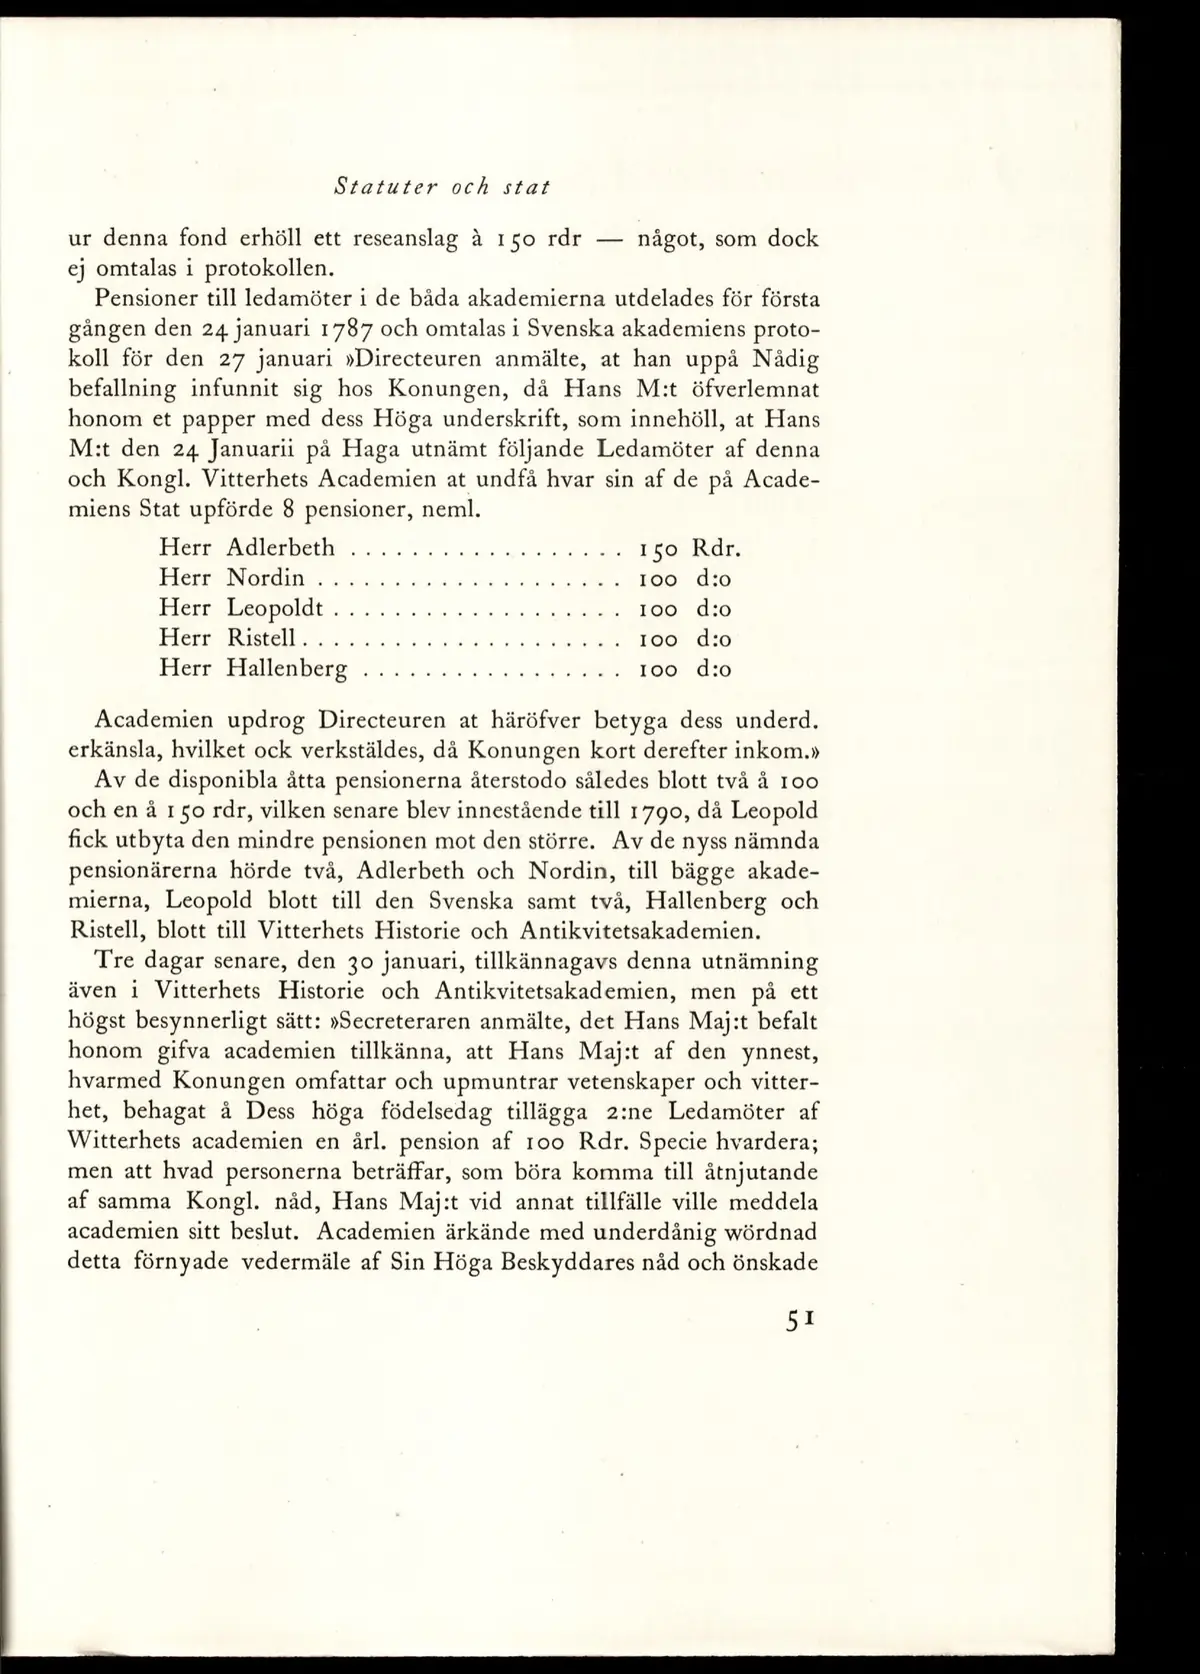 Statuter och stat
ur denna fond erhöll ett reseanslag à 150 rdr — något, som dock
ej omtalas i protokollen.
Pensioner till ledamöter i de båda akademierna utdelades för första
gången den 24 januari 1787 och omtalas i Svenska akademiens proto-
koll för den 27 januari »Directeuren anmälte, at han uppå Nådig
befallning infunnit sig hos Konungen, då Hans M:t öfverlemnat
honom et papper med dess Höga underskrift, som innehöll, at Hans
M:t den 24 Januarii på Haga utnämt följande Ledamöter af denna
och Kongl. Vitterhets Academien at undfå hvar sin af de på Acade-
miens Stat upförde 8 pensioner, neml.
Herr Adlerbeth . . . . . . . . . . . . . . . . . . 150 Rdr.
Herr Nordin . . . . . . . . . . . . . . . . . . . . 100 d:o
Herr Leopoldt . . . . . . . . . . . . . . . . . . . 100 d:o
Herr Ristell . . . . . . . . . . . . . . . . . . . . . 100 d:o
Herr Hallenberg . . . . . . . . . . . . . . . . . 100 d:o
Academien updrog Directeuren at häröfver betyga dess underd.
erkänsla, hvilket ock verkstäldes, då Konungen kort derefter inkom.»
Av de disponibla åtta pensionerna återstodo således blott två å 100
och en å 150 rdr, vilken senare blev innestående till 1790, då Leopold
fick utbyta den mindre pensionen mot den större. Av de nyss nämnda
pensionärerna hörde två, Adlerbeth och Nordin, till bägge akade-
mierna, Leopold blott till den Svenska samt två, Hallenberg och
Ristell, blott till Vitterhets Historie och Antikvitetsakademien.
Tre dagar senare, den 30 januari, tillkännagavs denna utnämning
även i Vitterhets Historie och Antikvitetsakademien, men på ett
högst besynnerligt sätt: »Secreteraren anmälte, det Hans Maj:t befalt
honom gifva academien tillkänna, att Hans Maj:t af den ynnest,
hvarmed Konungen omfattar och upmuntrar vetenskaper och vitter-
het, behagat å Dess höga födelsedag tillägga 2:ne Ledamöter af
Witterhets academien en årl. pension af 100 Rdr. Specie hvardera;
men att hvad personerna beträffar, som böra komma till åtnjutande
af samma Kongl. nåd, Hans Maj:t vid annat tillfälle ville meddela
academien sitt beslut. Academien ärkände med underdånig wördnad
detta förnyade vedermäle af Sin Höga Beskyddares nåd och önskade
51